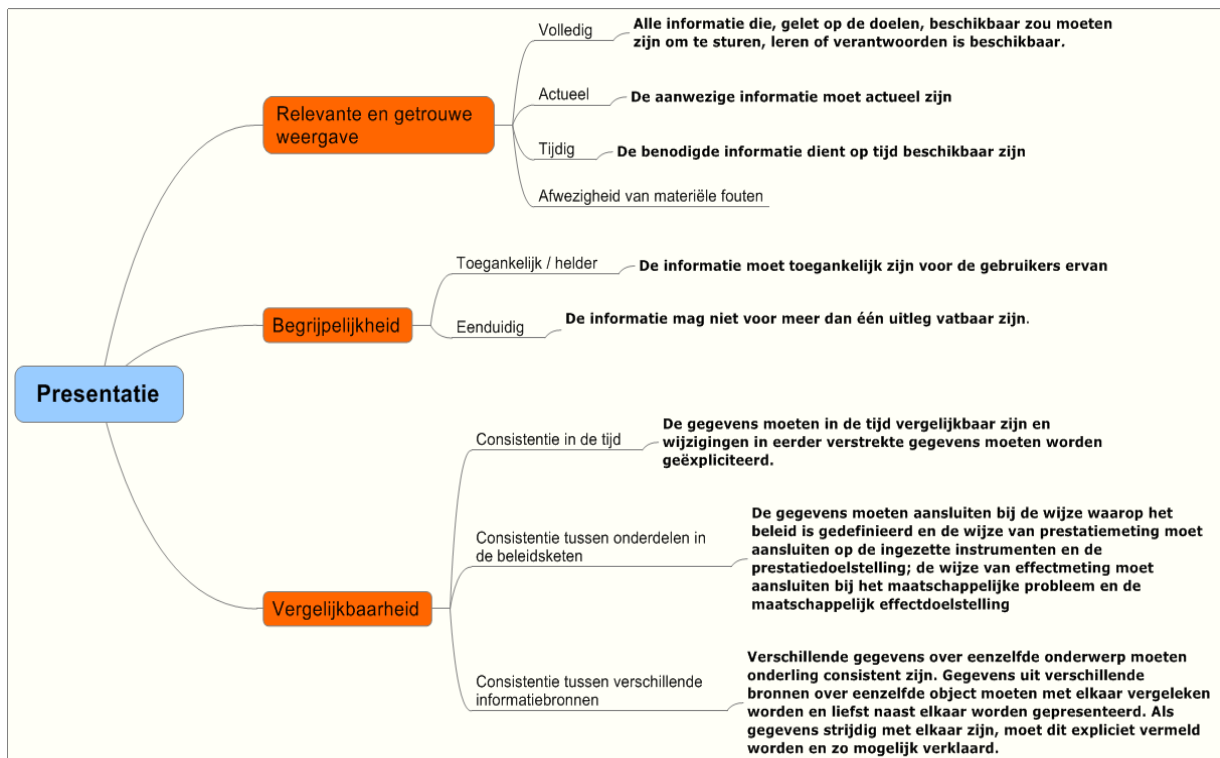 Presentatie
Relevante en getrouwe
weergave
Volledig
Alle informatie die, gelet op de doelen, beschikbaar zou moeten
zijn om te sturen, leren of verantwoorden is beschikbaar.
Actueel
De aanwezige informatie moet actueel zijn
Tijdig
De benodigde informatie dient op tijd beschikbaar zijn
Afwezigheid van materiële fouten
Begrijpelijkheid
Toegankelijk / helder
De informatie moet toegankelijk zijn voor de gebruikers ervan
Eenduidig
De informatie mag niet voor meer dan één uitleg vatbaar zijn.
Vergelijkbaarheid
Consistentie in de tijd
De gegevens moeten in de tijd vergelijkbaar zijn en
wijzigingen in eerder verstrekte gegevens moeten worden
geëxpliciteerd.
Consistentie tussen onderdelen in
de beleidsketen
De gegevens moeten aansluiten bij de wijze waarop het
beleid is gedefinieerd en de wijze van prestatiemeting moet
aansluiten op de ingezette instrumenten en de
prestatiedoelstelling; de wijze van effectmeting moet
aansluiten bij het maatschappelijke probleem en de
maatschappelijk effectdoelstelling
Consistentie tussen verschillende
informatiebronnen
Verschillende gegevens over eenzelfde onderwerp moeten
onderling consistent zijn. Gegevens uit verschillende
bronnen over eenzelfde object moeten met elkaar vergeleken
worden en liefst naast elkaar worden gepresenteerd. Als
gegevens strijdig met elkaar zijn, moet dit expliciet vermeld
worden en zo mogelijk verklaard.